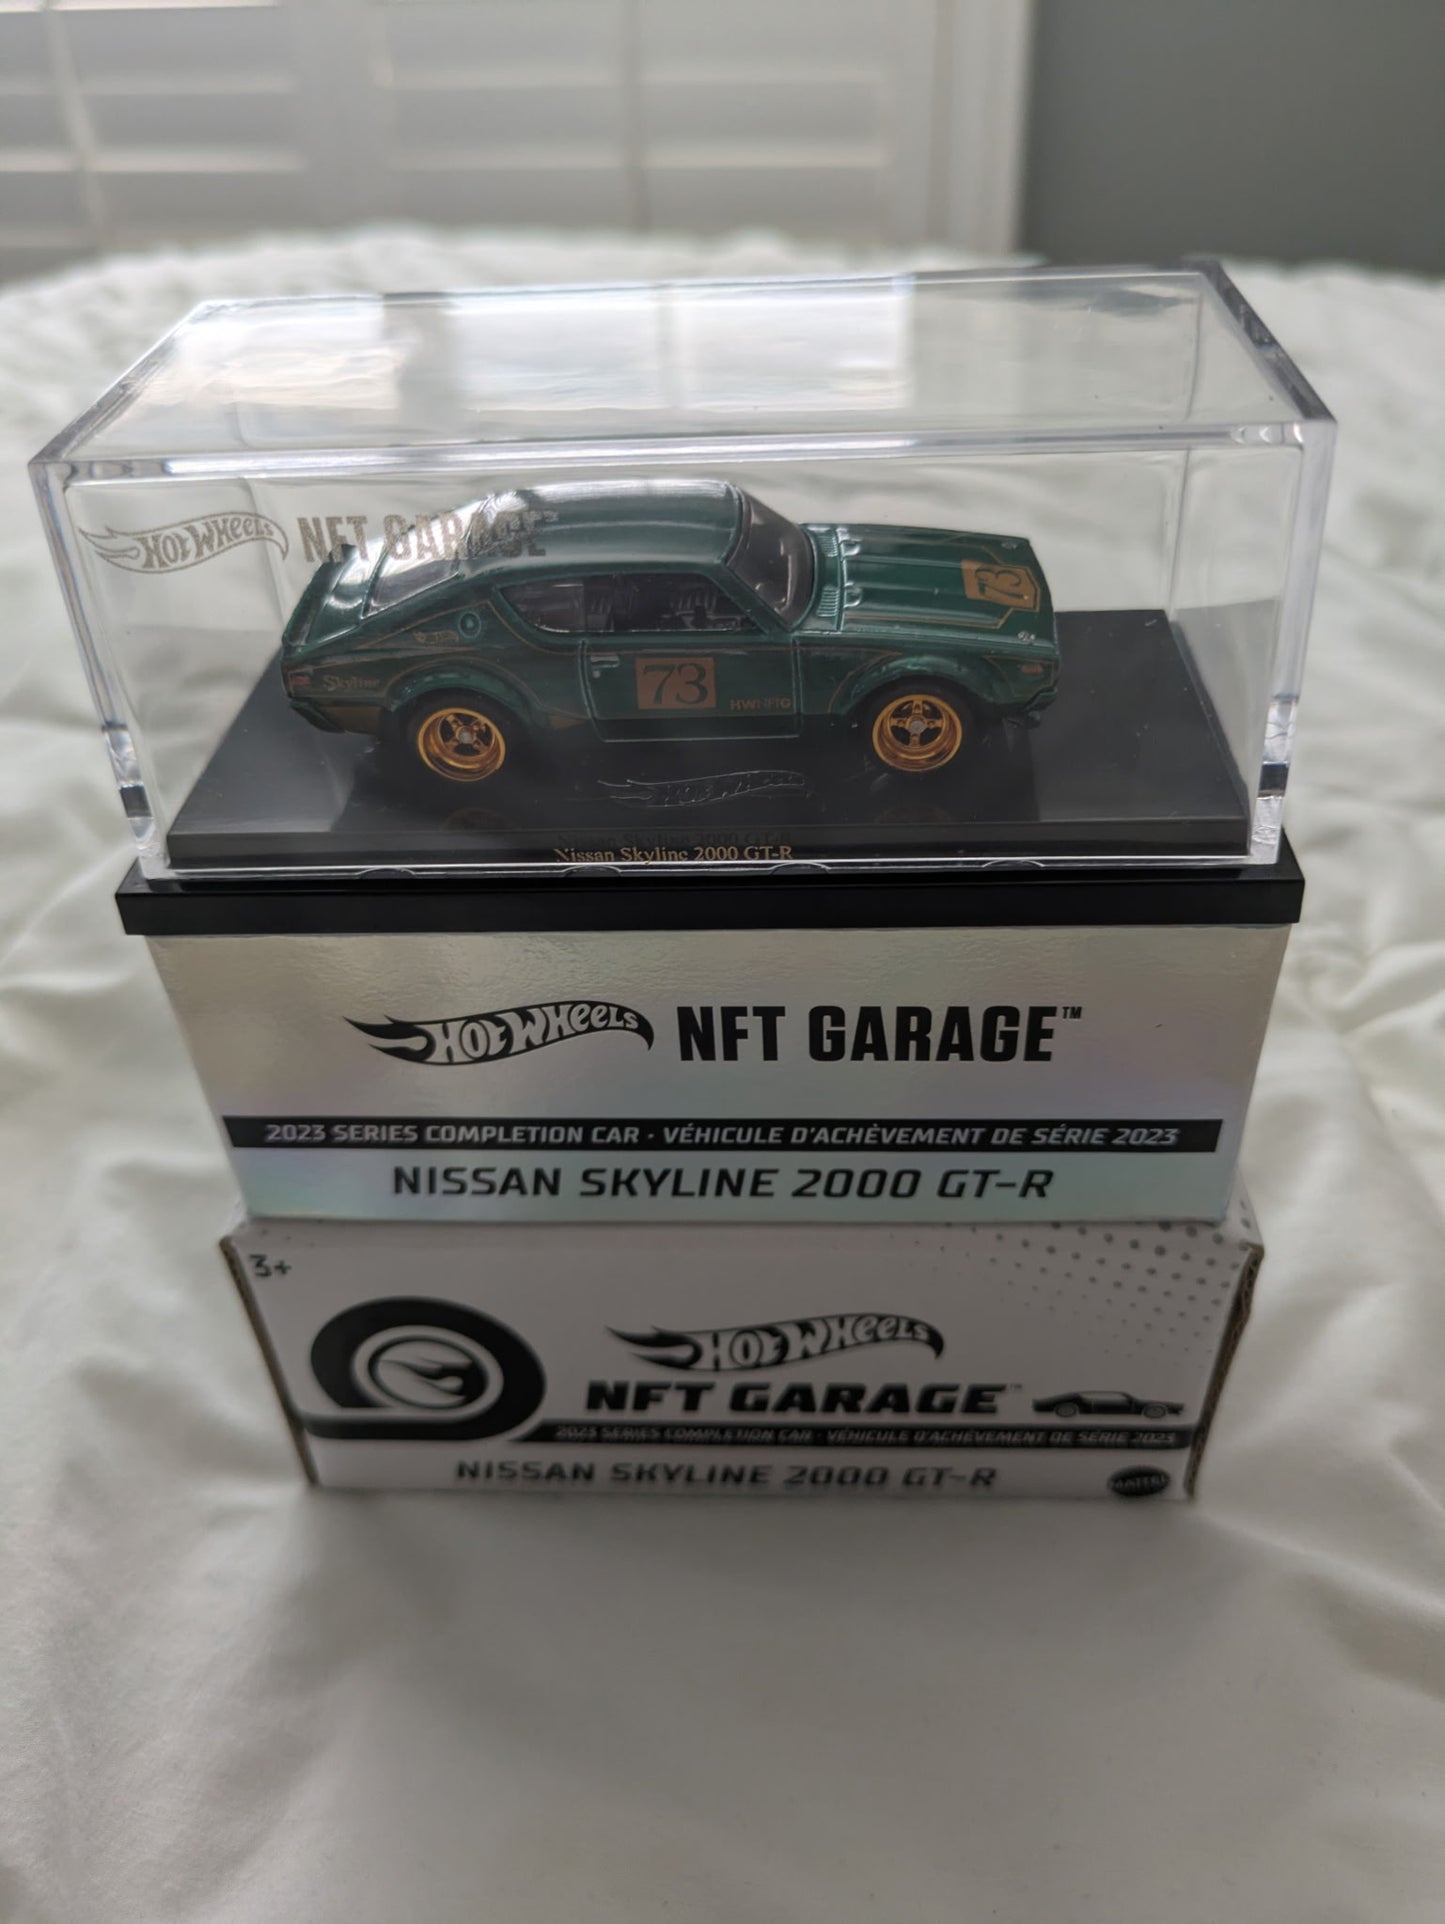 HOT WHEELS NFT GARAGE™
73
Skyline
73
HWNFTG
HOT WHEELS
Nissan Skyline 2000 GT-R
HOT WHEELS NFT GARAGE™
2023 SERIES COMPLETION CAR · VÉHICULE D'ACHÈVEMENT DE SÉRIE 2023
NISSAN SKYLINE 2000 GT-R
3+
HOT WHEELS
NFT GARAGE™
2023 SERIES COMPLETION CAR · VÉHICULE D'ACHÈVEMENT DE SÉRIE 2023
NISSAN SKYLINE 2000 GT-R
MATTEL